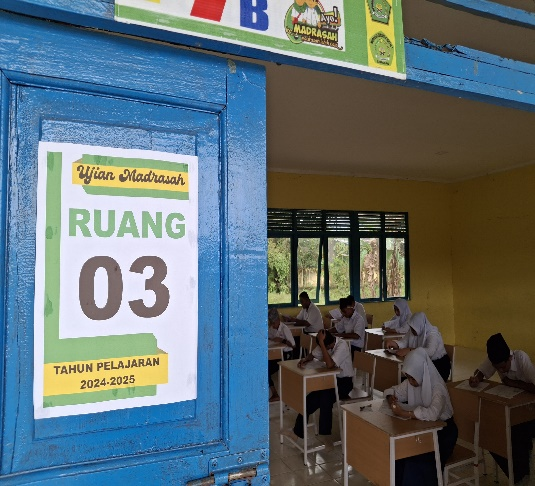 7B
AYO!
MADRASAH
Ujian Madrasah
RUANG
03
TAHUN PELAJARAN
2024-2025